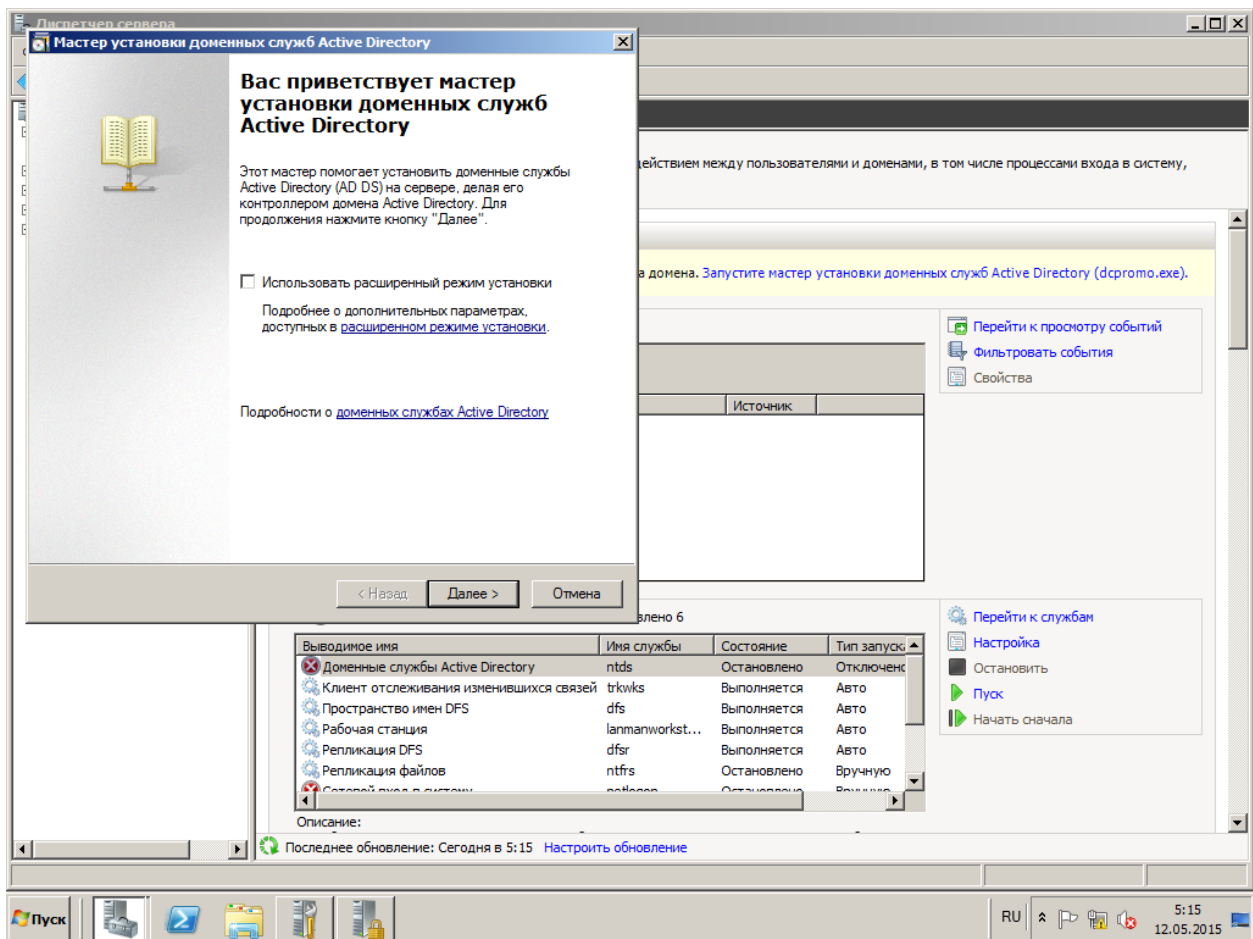 Диспетчер сервера
Мастер установки доменных служб Active Directory
Вас приветствует мастер
установки доменных служб
Active Directory
Этот мастер помогает установить доменные службы
Active Directory (AD DS) на сервере, делая его
контроллером домена Active Directory. Для
продолжения нажмите кнопку "Далее".
Использовать расширенный режим установки
Подробнее о дополнительных параметрах,
доступных в расширенном режиме установки.
Подробности о доменных службах Active Directory
< Назад
Далее >
Отмена
между пользователями и доменами, в том числе процессами входа в систему,
а домена. Запустите мастер установки доменных служб Active Directory (dcpromo.exe).
Перейти к просмотру событий
Фильтровать события
Свойства
Источник
влено 6
Перейти к службам
Настройка
Остановить
Пуск
Начать сначала
Выводимое имя Имя службы Состояние Тип запуск
Доменные службы Active Directory ntds Остановлено Отключено
Клиент отслеживания изменившихся связей trkwks Выполняется Авто
Пространство имен DFS dfs Выполняется Авто
Рабочая станция lanmanworkst... Выполняется Авто
Репликация DFS dfsr Выполняется Авто
Репликация файлов ntfrs Остановлено Вручную
Сетевой вход в систему netlogon Остановлено Вручную
Описание:
Последнее обновление: Сегодня в 5:15 Настроить обновление
Пуск
RU
5:15
12.05.2015